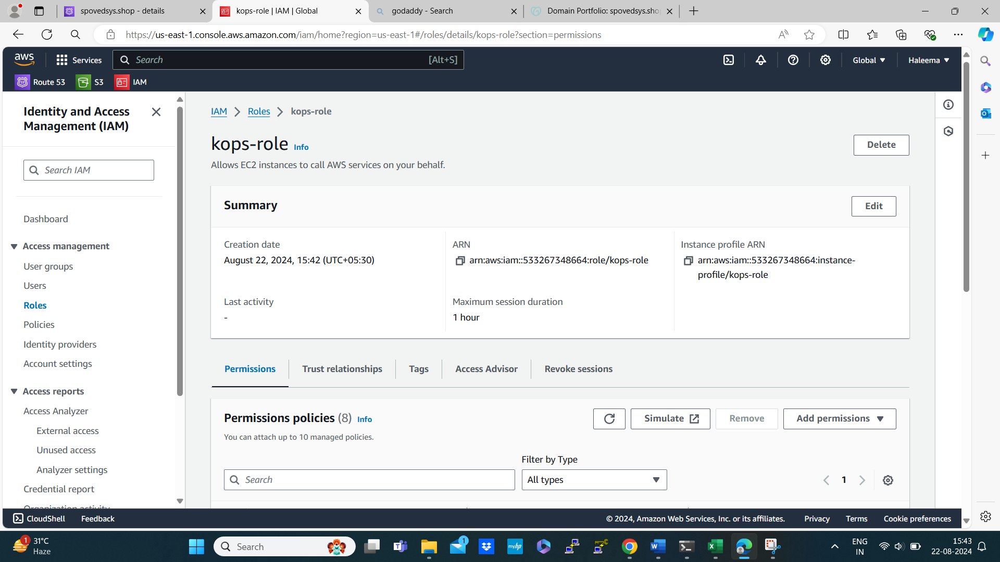 spovedsys.shop - details
kops-role | IAM | Global
godaddy - Search
Domain Portfolio: spovedsys.shop
https://us-east-1.console.aws.amazon.com/iam/home?region=us-east-1#/roles/details/kops-role?section=permissions
aws
Services
Search
[Alt+S]
Global
Haleema
Route 53
S3
IAM
Identity and Access
Management (IAM)
Search IAM
Dashboard
Access management
User groups
Users
Roles
Policies
Identity providers
Account settings
Access reports
Access Analyzer
External access
Unused access
Analyzer settings
Credential report
Organization activity
IAM > Roles > kops-role
kops-role Info
Delete
Allows EC2 instances to call AWS services on your behalf.
Summary
Edit
Creation date
August 22, 2024, 15:42 (UTC+05:30)
ARN
arn:aws:iam::533267348664:role/kops-role
Instance profile ARN
arn:aws:iam::533267348664:instance-
profile/kops-role
Last activity
-
Maximum session duration
1 hour
Permissions
Trust relationships
Tags
Access Advisor
Revoke sessions
Permissions policies (8) Info
Simulate
Remove
Add permissions
You can attach up to 10 managed policies.
Filter by Type
Search
All types
1
CloudShell
Feedback
© 2024, Amazon Web Services, Inc. or its affiliates.
Privacy
Terms
Cookie preferences
1
31°C
Haze
Search
1
myhp
ENG
IN
15:43
22-08-2024